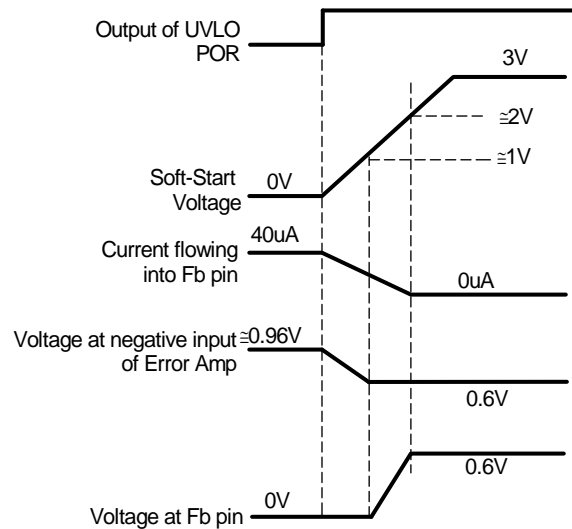 Output of UVLO
POR
3V
≅2V
≅1V
Soft-Start
Voltage
0V
40uA
Current flowing
into Fb pin
0uA
Voltage at negative input
of Error Amp
≅0.96V
0.6V
0.6V
0V
Voltage at Fb pin